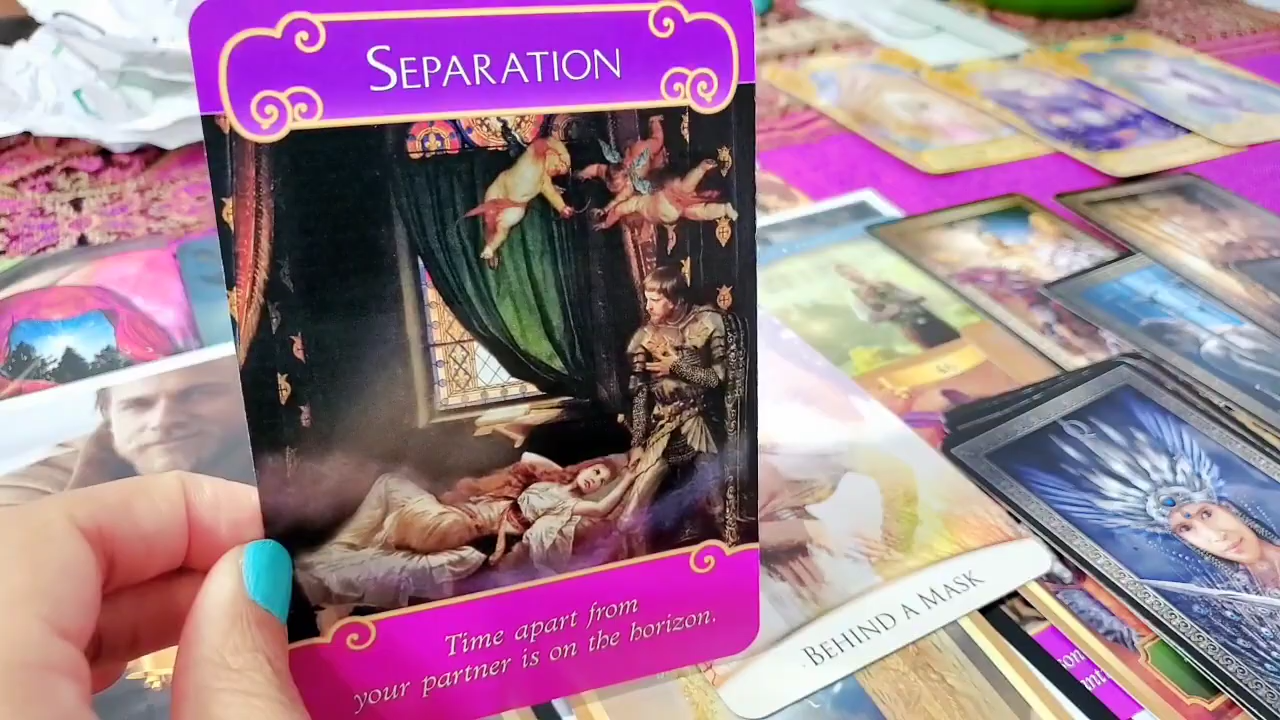 SEPARATION
Time apart from
your partner is on the horizon.
BEHIND A MASK